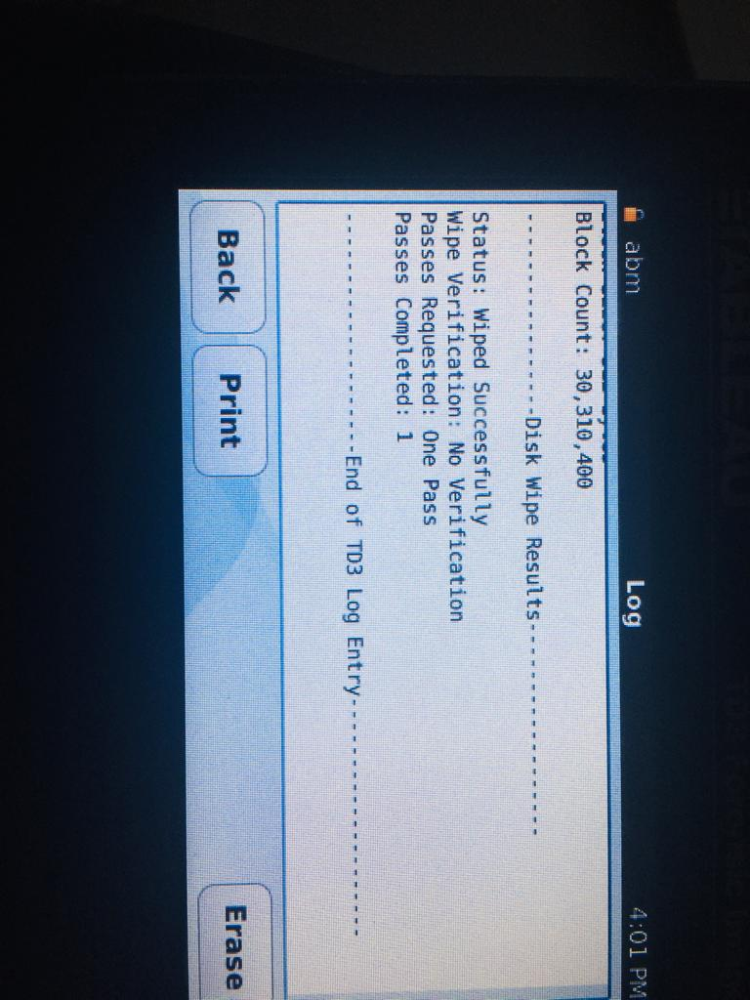 abm
Log
4:01 PM
Block Count: 30,310,400
-----------------Disk Wipe Results-----------------
Status: Wiped Successfully
Wipe Verification: No Verification
Passes Requested: One Pass
Passes Completed: 1
--------------------End of TD3 Log Entry--------------------
Back
Print
Erase